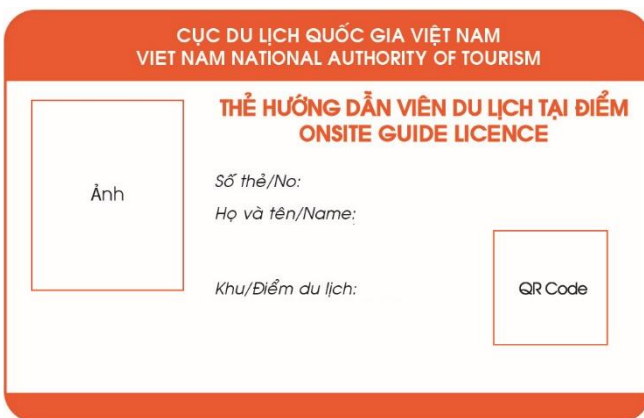 CỤC DU LỊCH QUỐC GIA VIỆT NAM
VIET NAM NATIONAL AUTHORITY OF TOURISM
THẺ HƯỚNG DẪN VIÊN DU LỊCH TẠI ĐIỂM
ONSITE GUIDE LICENCE
Ảnh
Số thẻ/No:
Họ và tên/Name:
Khu/Điểm du lịch:
QR Code